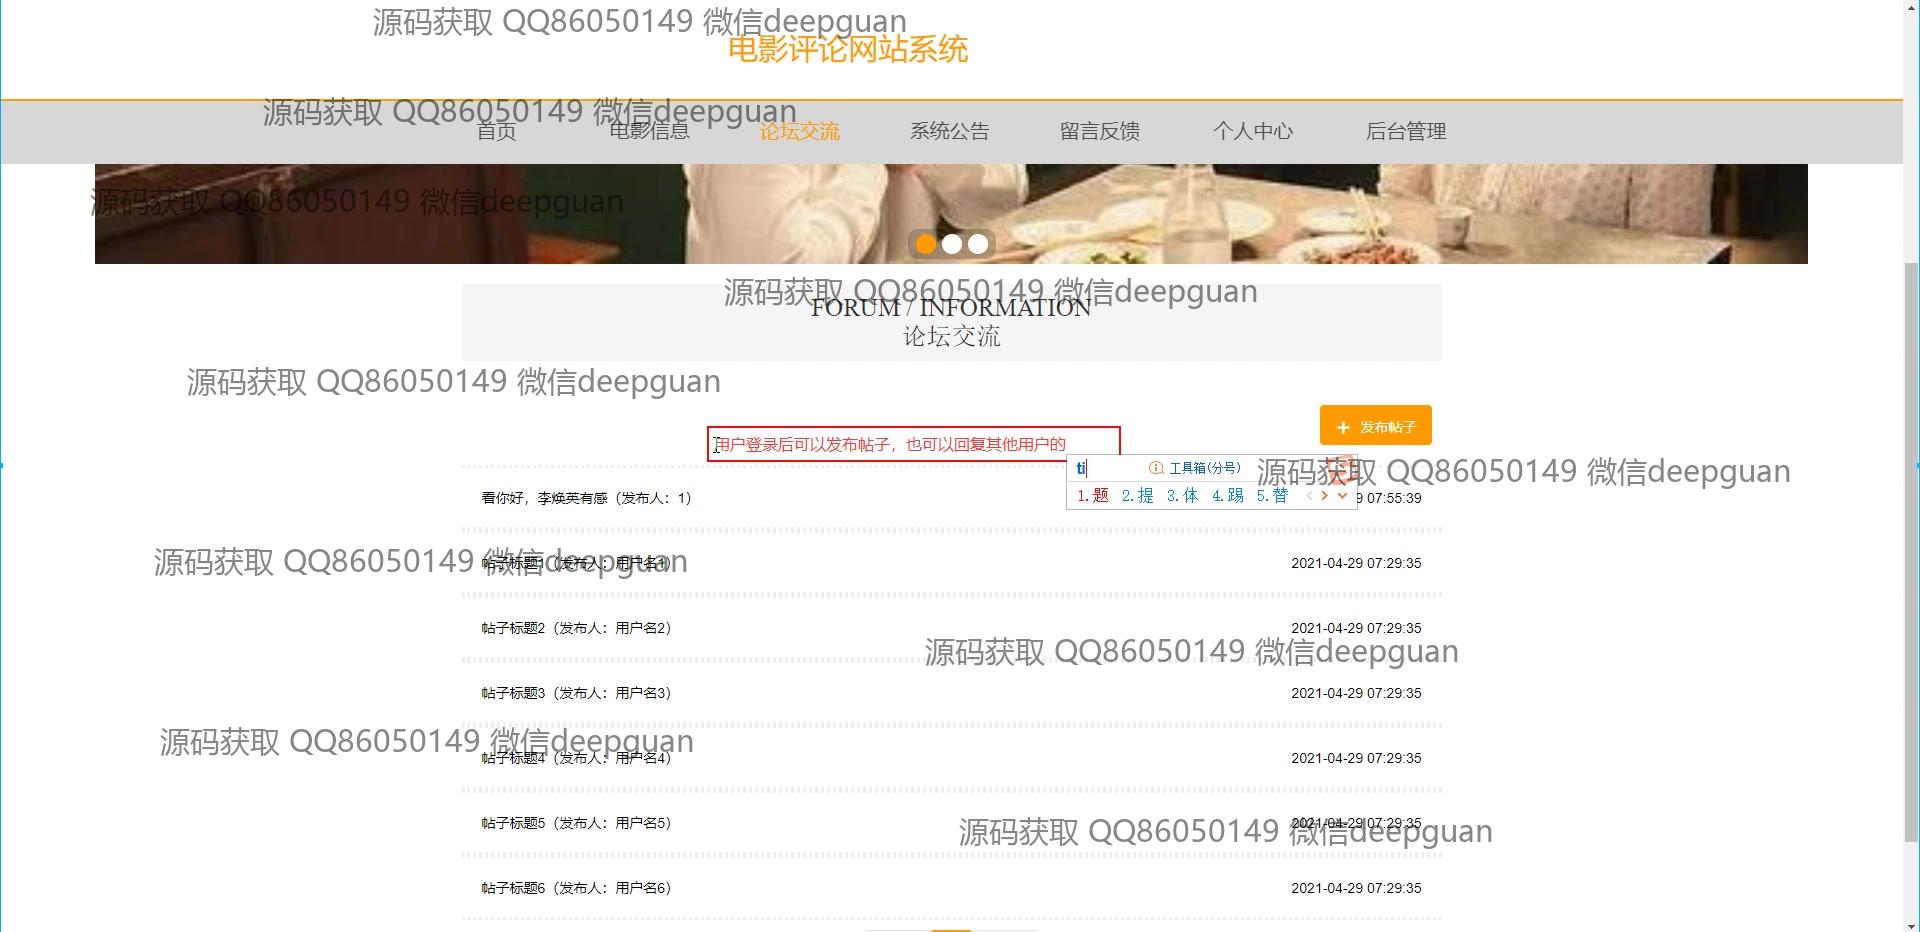 源码获取 QQ86050149 微信deepguan
电影评论网站系统
源码获取 QQ86050149 微信deepguan
首页 电影信息 论坛交流 系统公告 留言反馈 个人中心 后台管理
源码获取 QQ86050149 微信deepguan
源码获取 QQ86050149 微信deepguan
FORUM / INFORMATION
论坛交流
源码获取 QQ86050149 微信deepguan
发布帖子
用户登录后可以发布帖子，也可以回复其他用户的
ti 工具箱(分号)
源码获取 QQ86050149 微信deepguan
1.题 2.提 3.体 4.踢 5.替
看你好，李焕英有感（发布人：1） 9 07:55:39
源码获取 QQ86050149 微信deepguan
帖子标题1（发布人：用户名1） 2021-04-29 07:29:35
帖子标题2（发布人：用户名2） 2021-04-29 07:29:35
源码获取 QQ86050149 微信deepguan
帖子标题3（发布人：用户名3） 2021-04-29 07:29:35
源码获取 QQ86050149 微信deepguan
帖子标题4（发布人：用户名4） 2021-04-29 07:29:35
帖子标题5（发布人：用户名5） 2021-04-29 07:29:35
源码获取 QQ86050149 微信deepguan
帖子标题6（发布人：用户名6） 2021-04-29 07:29:35